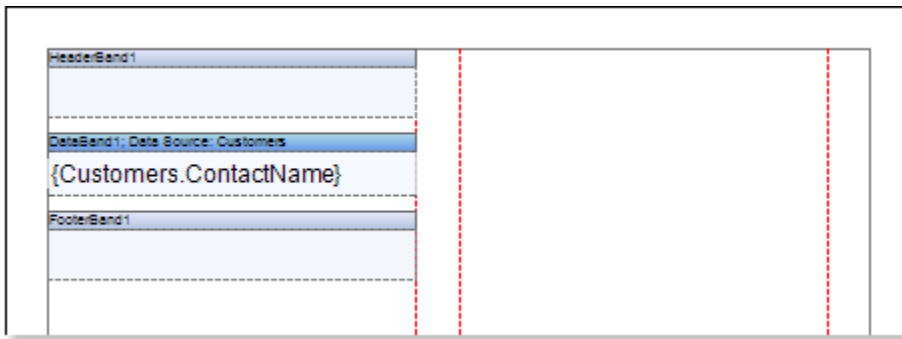 HeaderBand1
DataBand1; Data Source: Customers
{Customers.ContactName}
FooterBand1